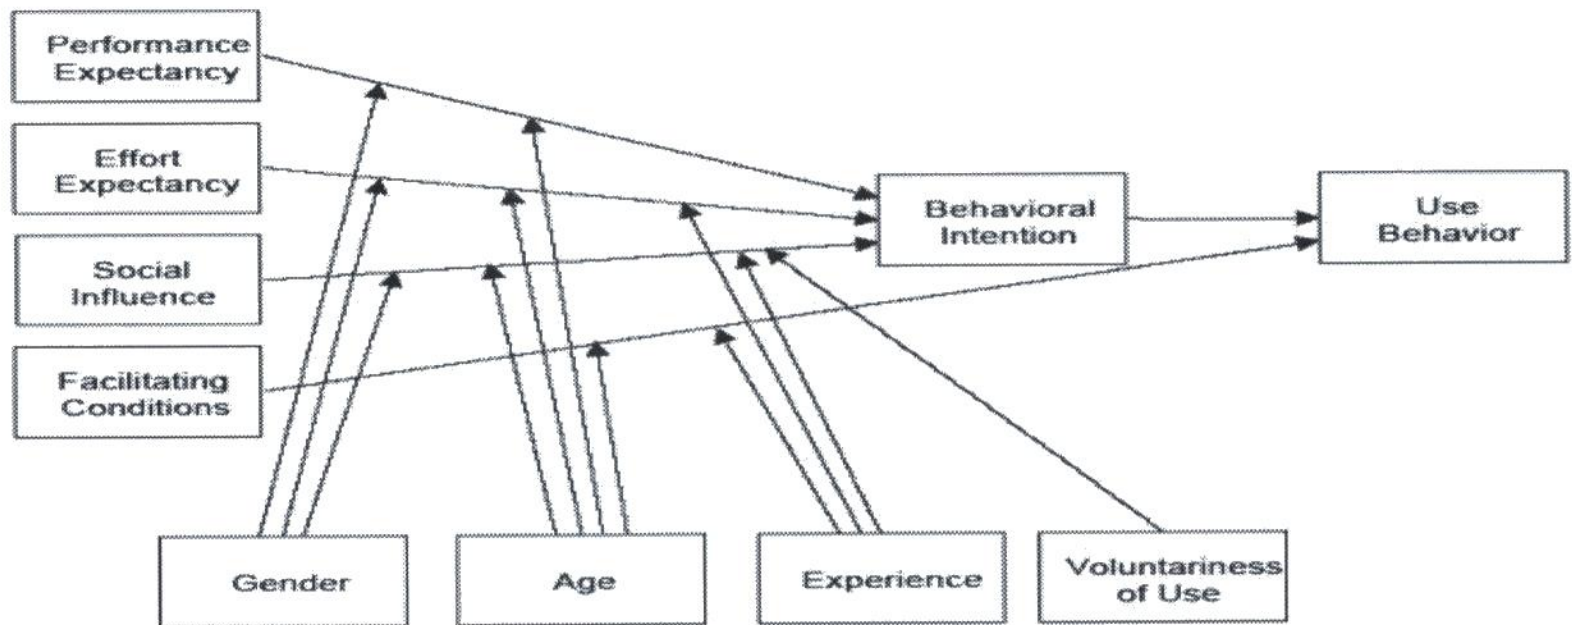 Performance
Expectancy
Effort
Expectancy
Social
Influence
Facilitating
Conditions
Behavioral
Intention
Use
Behavior
Gender
Age
Experience
Voluntariness
of Use